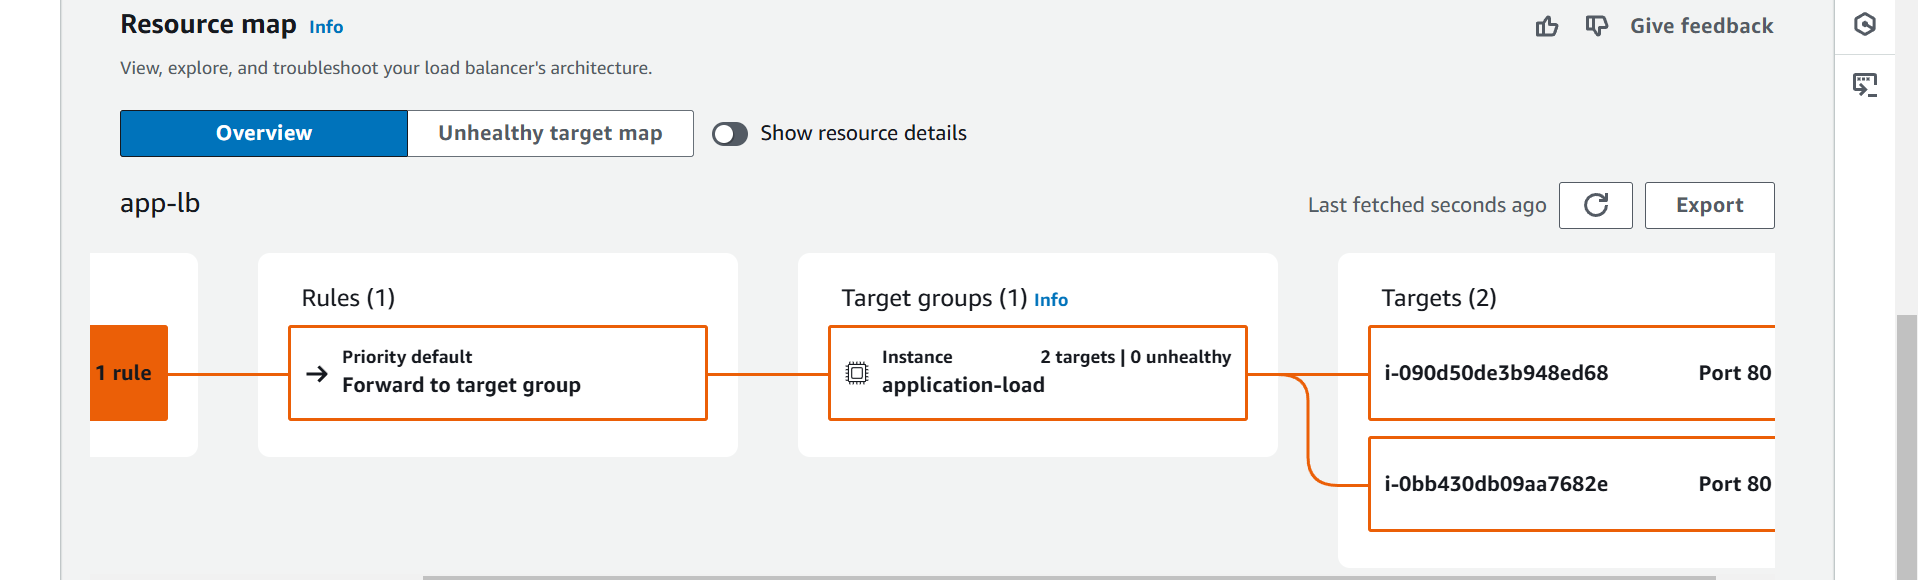 Resource map Info
Give feedback
View, explore, and troubleshoot your load balancer's architecture.
Overview
Unhealthy target map
Show resource details
app-lb
Last fetched seconds ago
Export
1 rule
Rules (1)
Priority default
Forward to target group
Target groups (1) Info
Instance
2 targets | 0 unhealthy
application-load
Targets (2)
i-090d50de3b948ed68
Port 80
i-0bb430db09aa7682e
Port 80